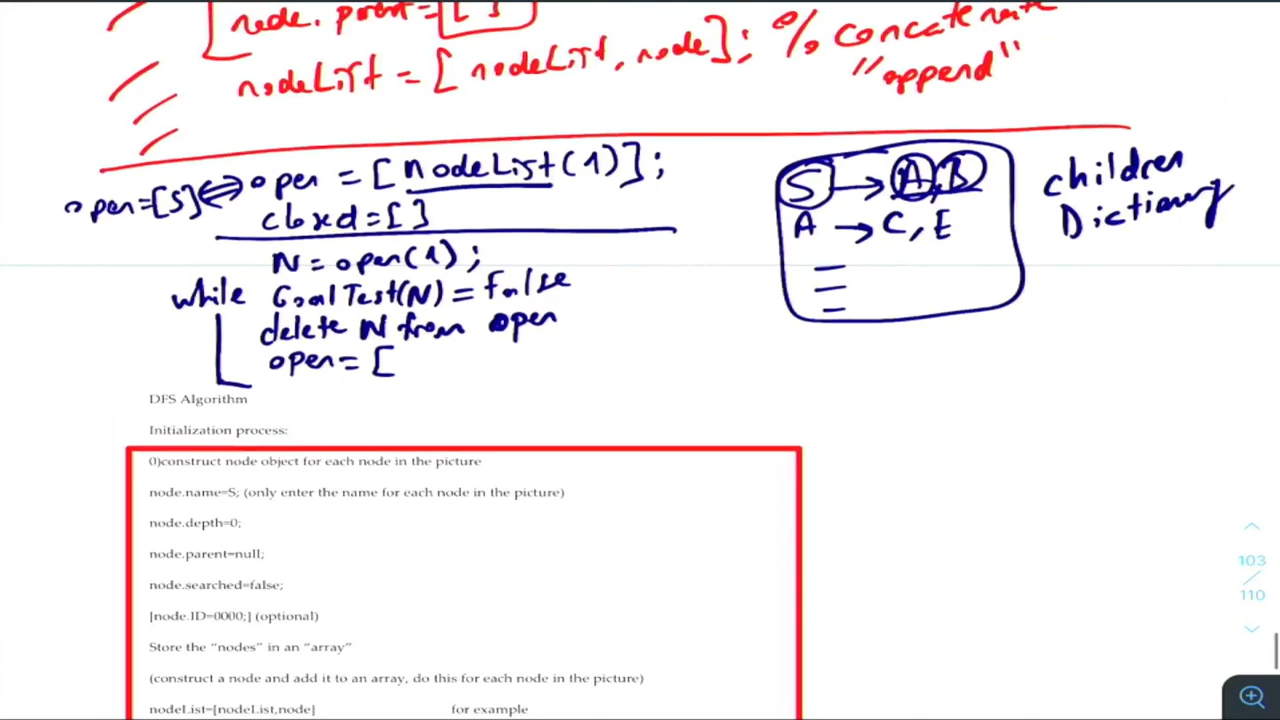 node.parent=[ ]
nodeList = [nodeList, node]; % concatenate
"append"
open=[S] ⇔ open = [nodeList(1)];
closed=[]
N=open(1);
while GoalTest(N)=false
delete N from open
open=[
S → A, B
A → C, E
children
Dictionary
DFS Algorithm
Initialization process:
0)construct node object for each node in the picture
node.name=S; (only enter the name for each node in the picture)
node.depth=0;
node.parent=null;
node.searched=false;
[node.ID=0000;] (optional)
Store the "nodes" in an "array"
(construct a node and add it to an array, do this for each node in the picture)
nodeList=[nodeList,node] for example
103
/
110